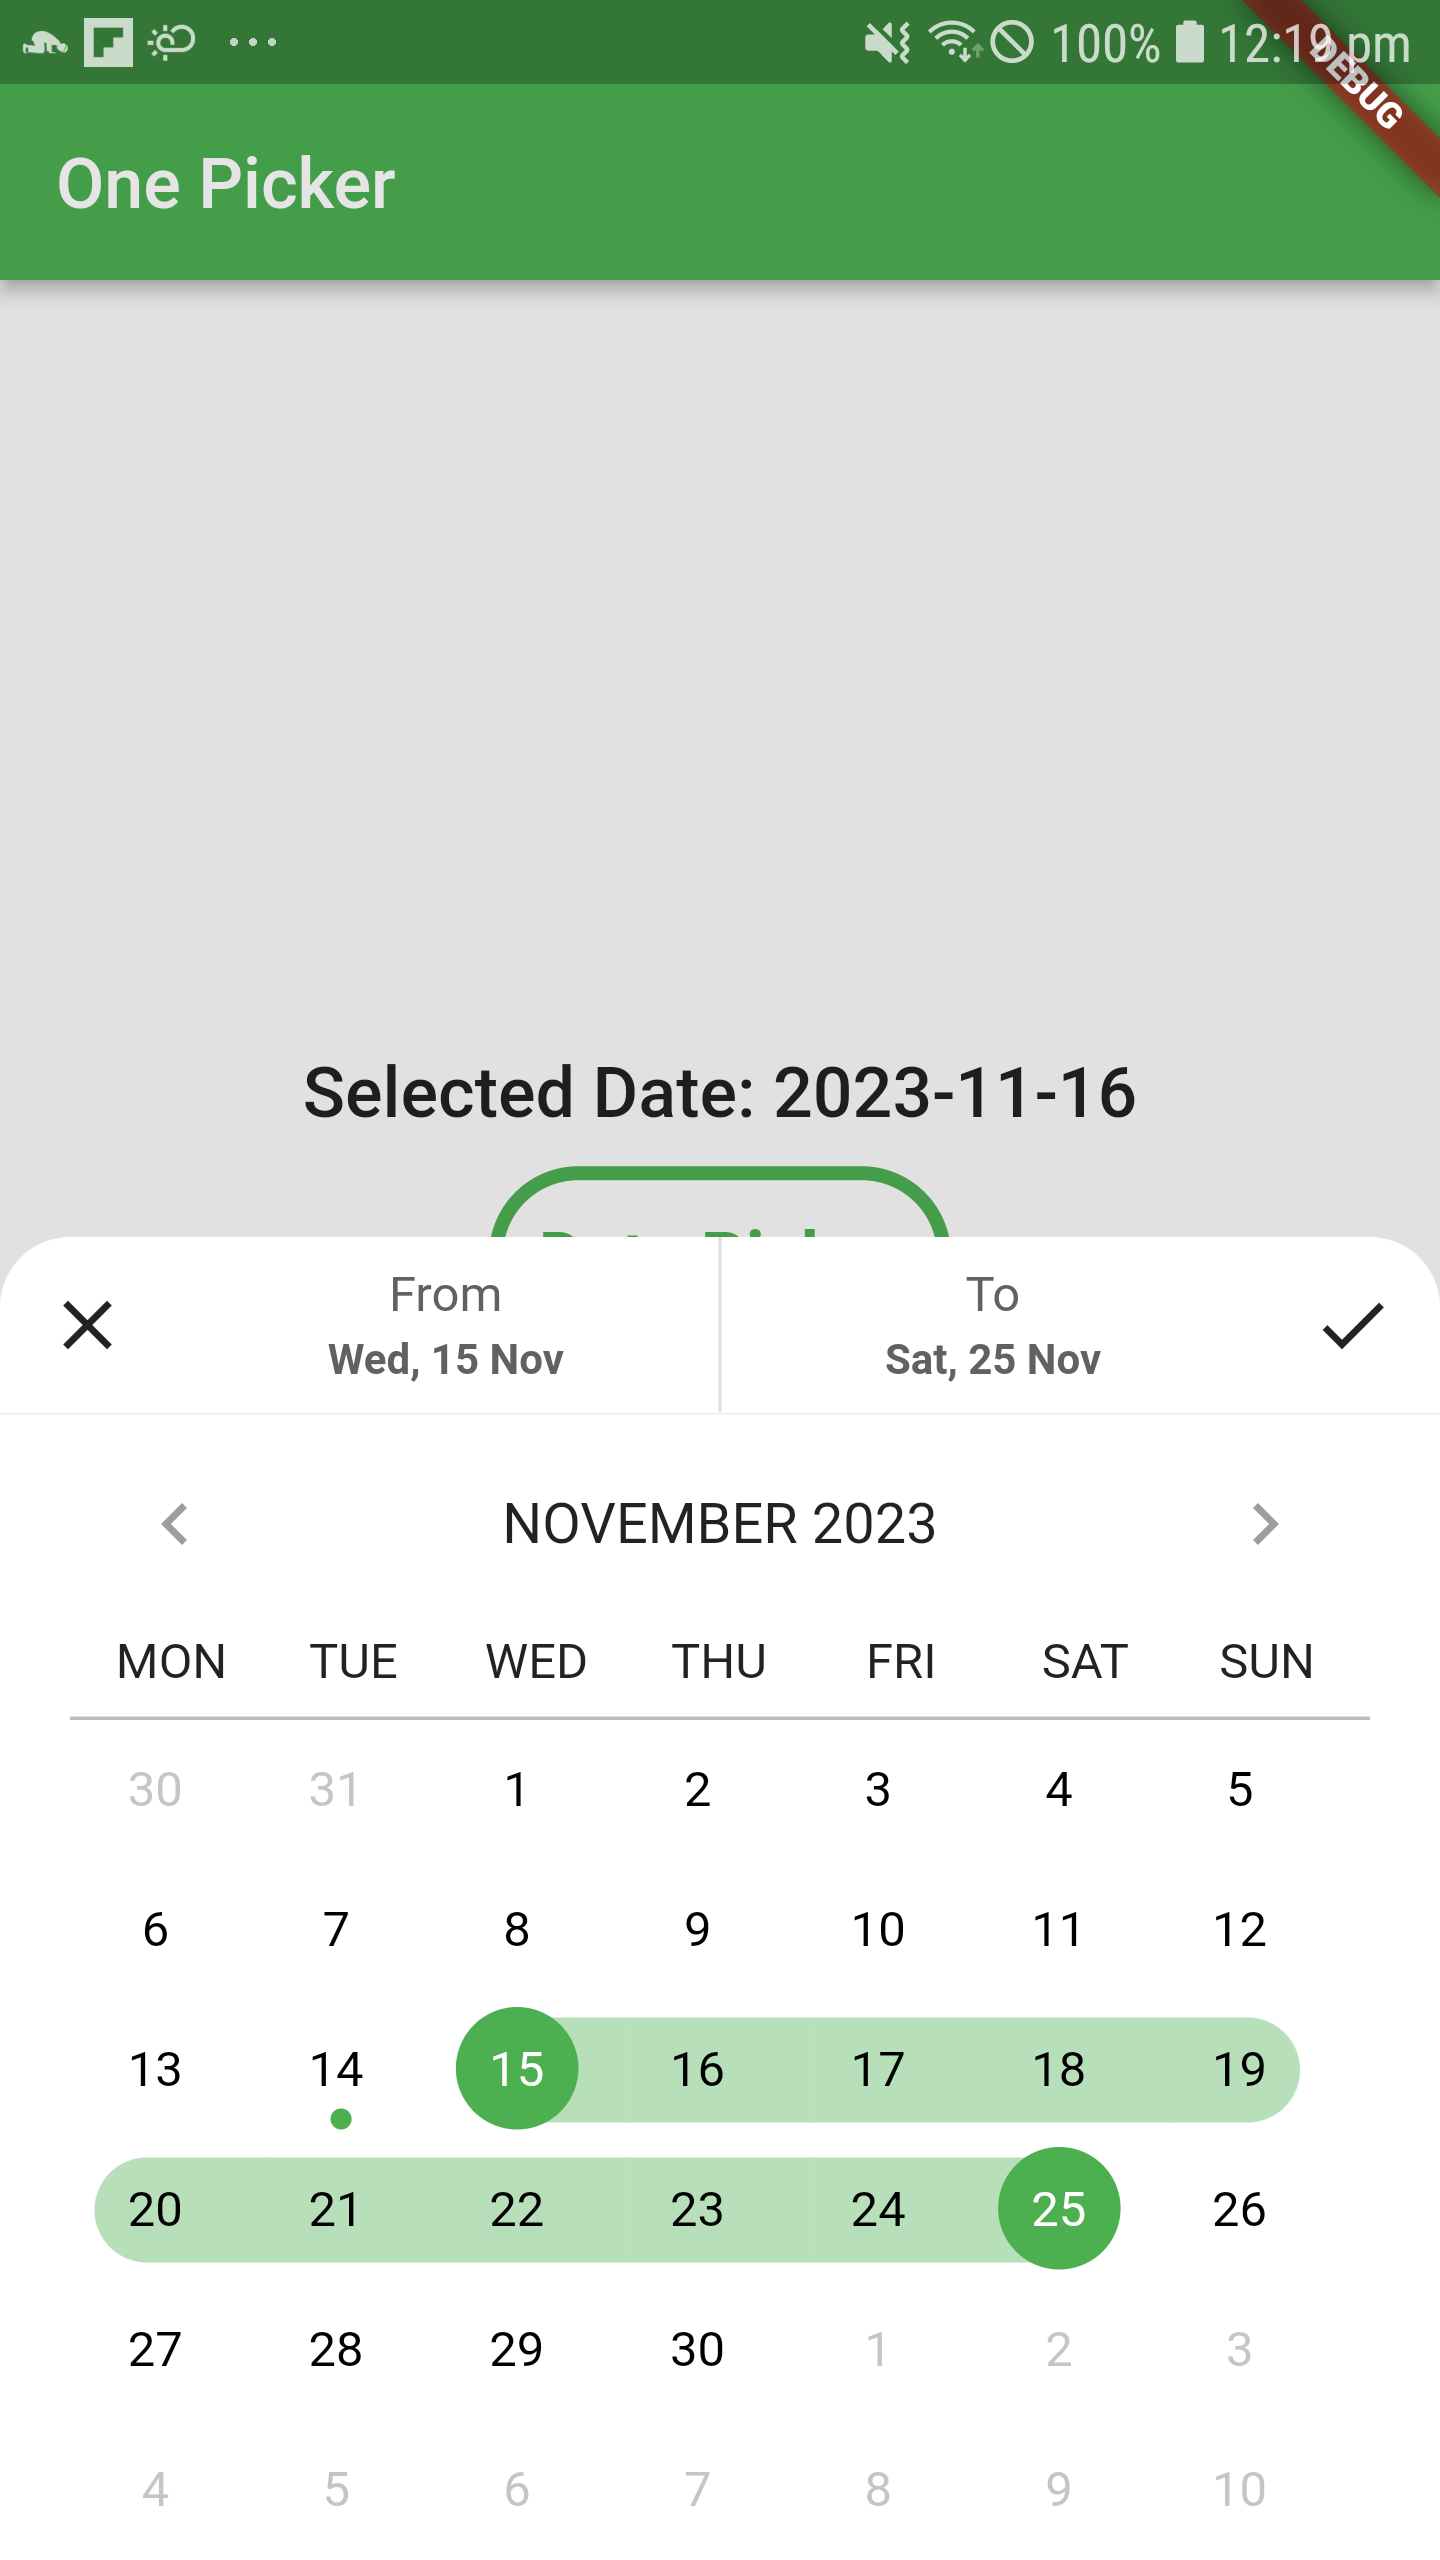 100% 12:19 pm
DEBUG
One Picker
Selected Date: 2023-11-16
From To
Wed, 15 Nov Sat, 25 Nov
NOVEMBER 2023
MON TUE WED THU FRI SAT SUN
30 31 1 2 3 4 5
6 7 8 9 10 11 12
13 14 15 16 17 18 19
20 21 22 23 24 25 26
27 28 29 30 1 2 3
4 5 6 7 8 9 10